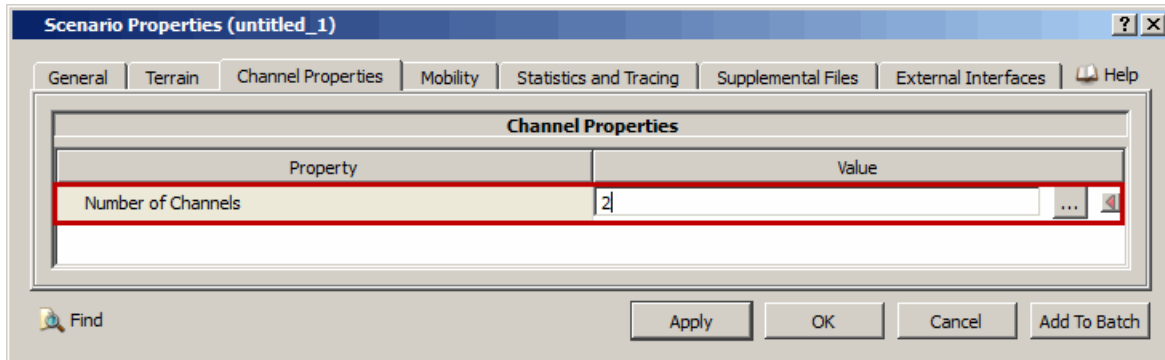 Scenario Properties (untitled_1)
? X
General Terrain Channel Properties Mobility Statistics and Tracing Supplemental Files External Interfaces Help
Channel Properties
Property Value
Number of Channels 2 ...
Find Apply OK Cancel Add To Batch